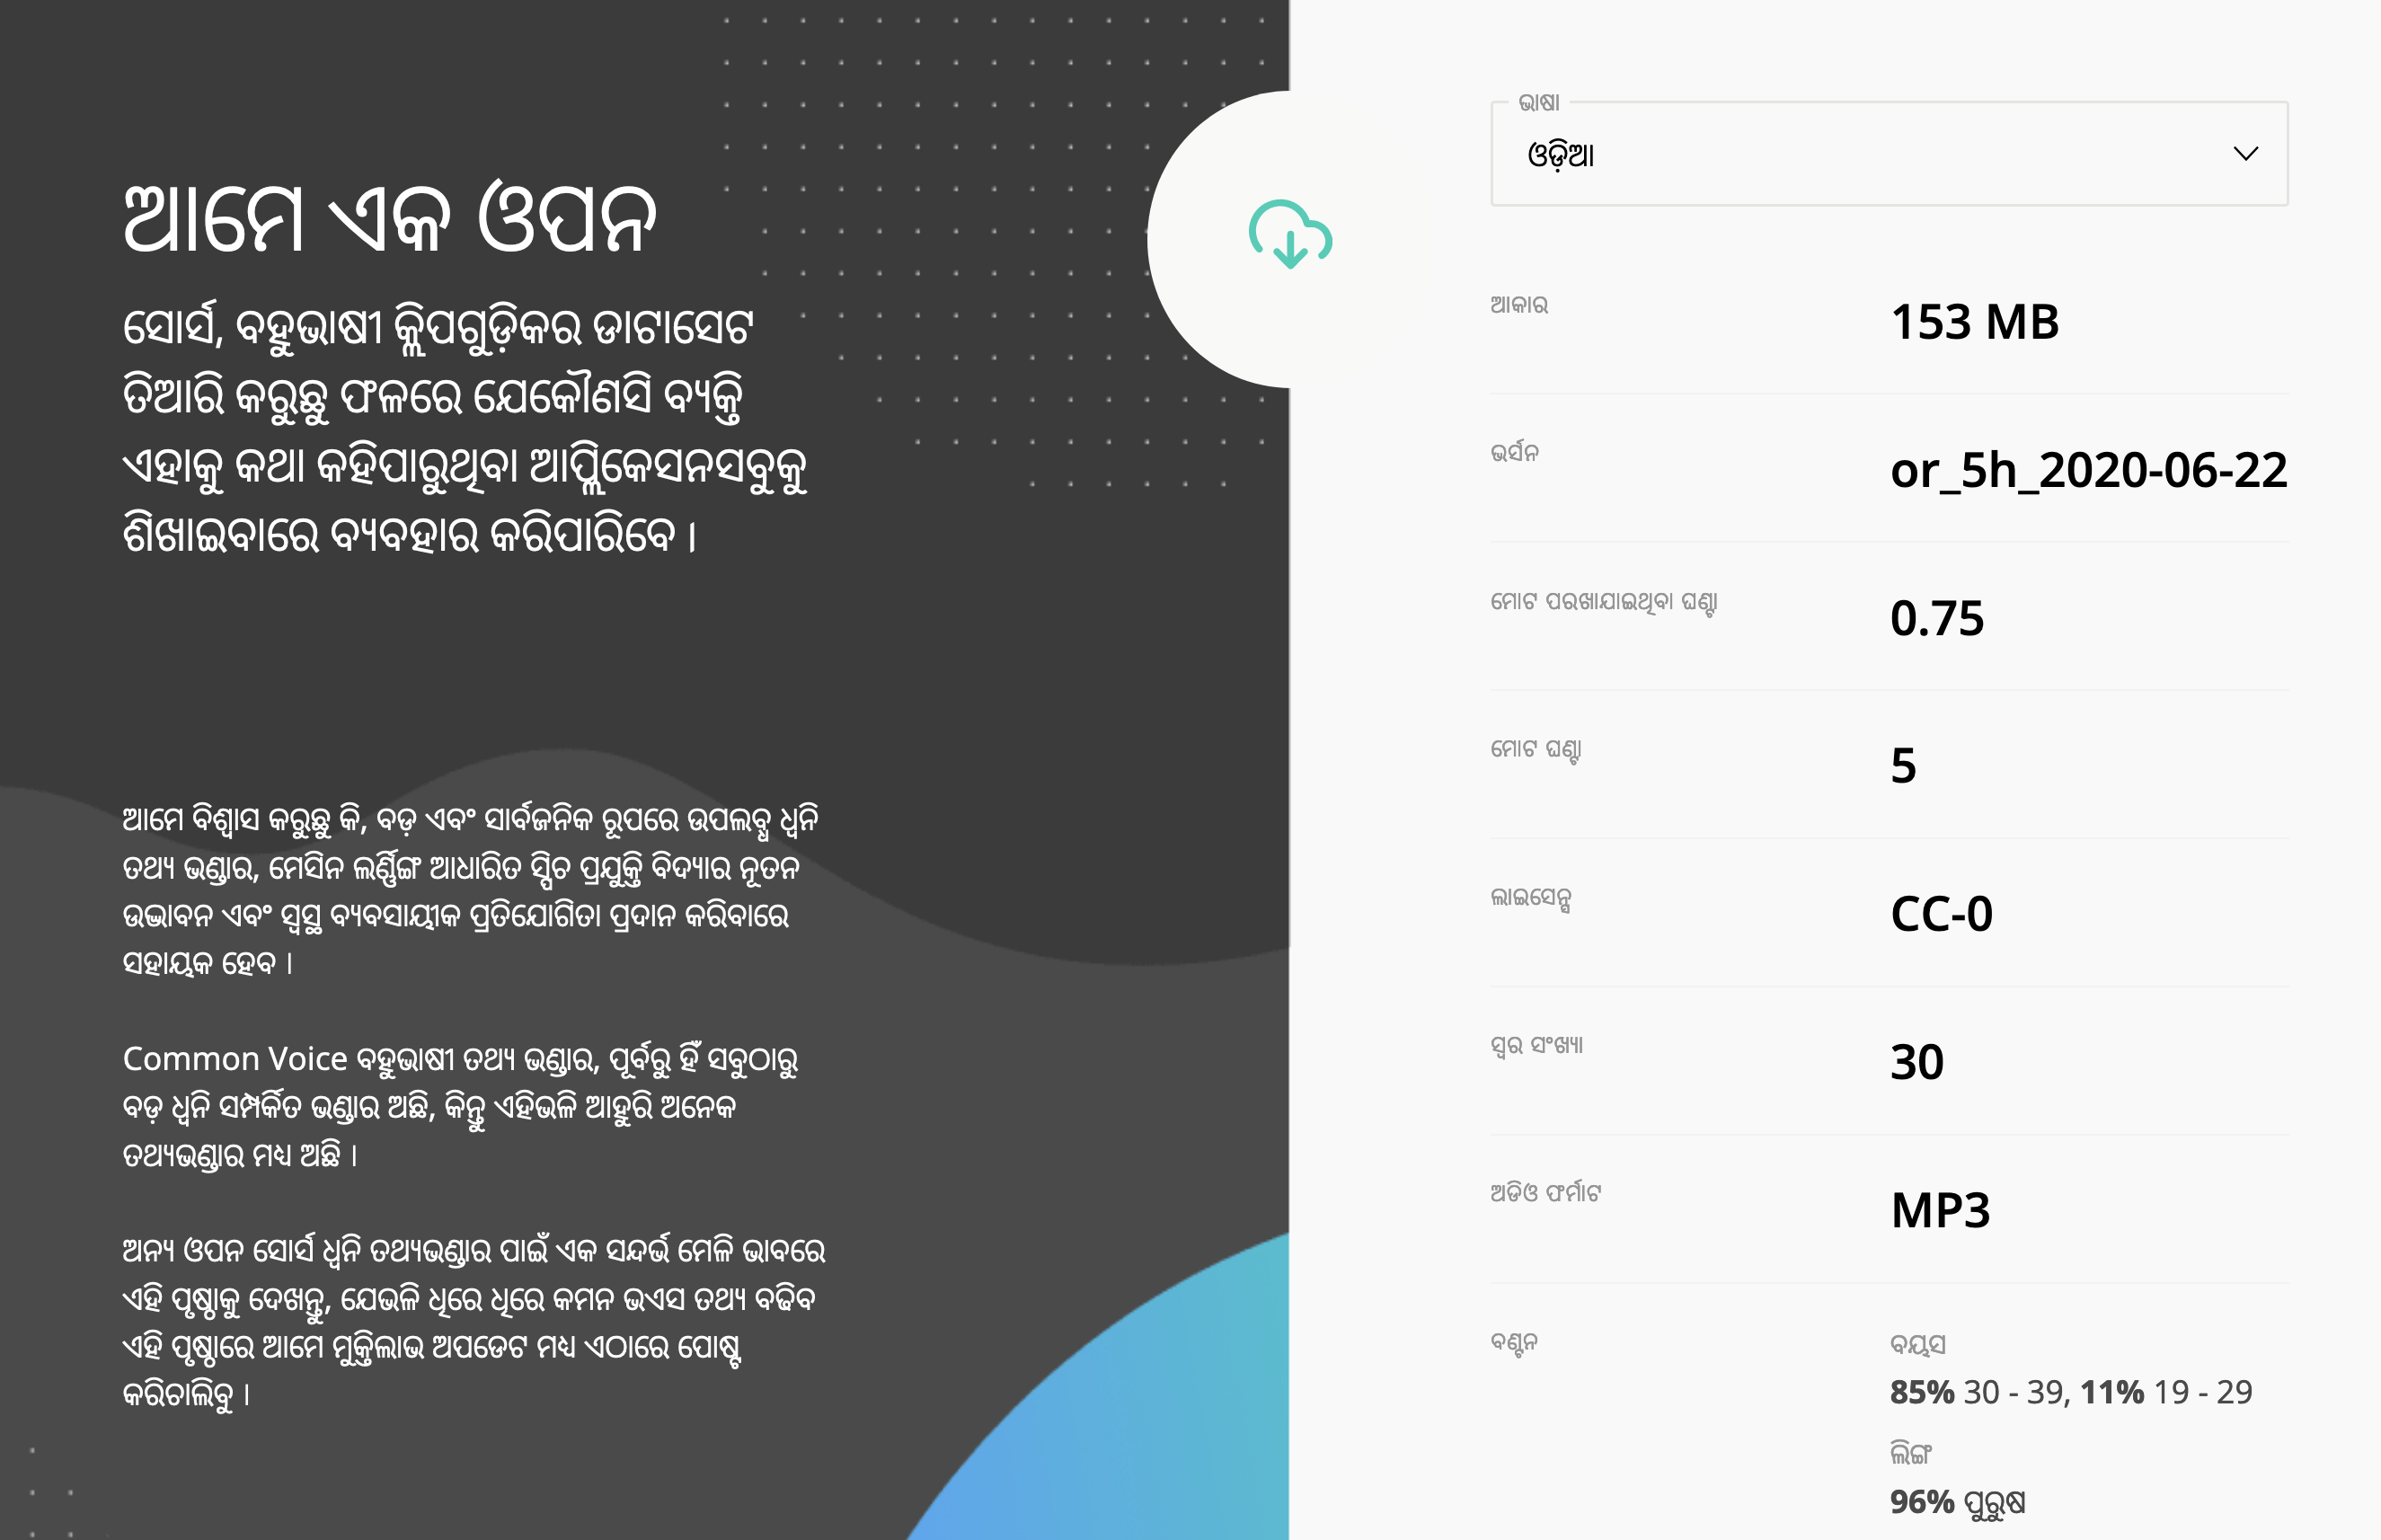 ଆମେ ଏକ ଓପନ
ସୋର୍ସ, ବହୁଭାଷୀ କ୍ଲିପଗୁଡ଼ିକର ଡାଟାସେଟ
ତିଆରି କରୁଛୁ ଫଳରେ ଯେକୌଣସି ବ୍ୟକ୍ତି
ଏହାକୁ କଥା କହିପାରୁଥିବା ଆପ୍ଲିକେସନସବୁକୁ
ଶିଖାଇବାରେ ବ୍ୟବହାର କରିପାରିବେ ।
ଆମେ ବିଶ୍ୱାସ କରୁଛୁ କି, ବଡ଼ ଏବଂ ସାର୍ବଜନିକ ରୂପରେ ଉପଲବ୍ଧ ଧ୍ୱନି
ତଥ୍ୟ ଭଣ୍ଡାର, ମେସିନ ଲର୍ଣ୍ଣିଙ୍ଗ ଆଧାରିତ ସ୍ପିଚ ପ୍ରଯୁକ୍ତି ବିଦ୍ୟାର ନୂତନ
ଉଦ୍ଭାବନ ଏବଂ ସ୍ୱସ୍ଥ ବ୍ୟବସାୟୀକ ପ୍ରତିଯୋଗିତା ପ୍ରଦାନ କରିବାରେ
ସହାୟକ ହେବ ।
Common Voice ବହୁଭାଷୀ ତଥ୍ୟ ଭଣ୍ଡାର, ପୂର୍ବରୁ ହିଁ ସବୁଠାରୁ
ବଡ଼ ଧ୍ୱନି ସମ୍ପର୍କିତ ଭଣ୍ଡାର ଅଛି, କିନ୍ତୁ ଏହିଭଳି ଆହୁରି ଅନେକ
ତଥ୍ୟଭଣ୍ଡାର ମଧ୍ୟ ଅଛି ।
ଅନ୍ୟ ଓପନ ସୋର୍ସ ଧ୍ୱନି ତଥ୍ୟଭଣ୍ଡାର ପାଇଁ ଏକ ସନ୍ଦର୍ଭ ମେଳି ଭାବରେ
ଏହି ପୃଷ୍ଠାକୁ ଦେଖନ୍ତୁ, ଯେଭଳି ଧିରେ ଧିରେ କମନ ଭଏସ ତଥ୍ୟ ବଢିବ
ଏହି ପୃଷ୍ଠାରେ ଆମେ ମୁକ୍ତିଲାଭ ଅପଡେଟ ମଧ୍ୟ ଏଠାରେ ପୋଷ୍ଟ
କରିଚାଲିବୁ ।
ଭାଷା
ଓଡ଼ିଆ
ଆକାର
153 MB
ଭର୍ସନ
or_5h_2020-06-22
ମୋଟ ପରଖାଯାଇଥିବା ଘଣ୍ଟା
0.75
ମୋଟ ଘଣ୍ଟା
5
ଲାଇସେନ୍ସ
CC-0
ସ୍ୱର ସଂଖ୍ୟା
30
ଅଡିଓ ଫର୍ମାଟ
MP3
ବଣ୍ଟନ
ବୟସ
85% 30 - 39, 11% 19 - 29
ଲିଙ୍ଗ
96% ପୁରୁଷ